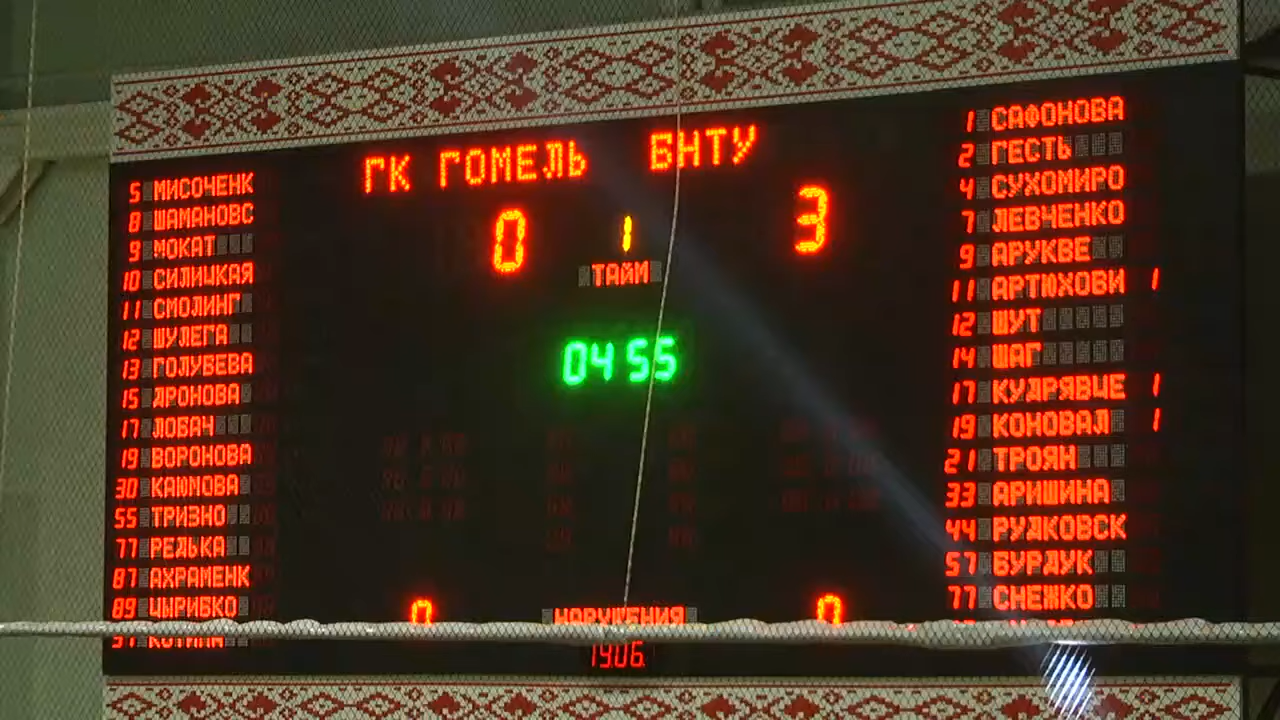 ГК ГОМЕЛЬ БНТУ
0 1 3
ТАЙМ
04 55
5 МИСОЧЕНК
8 ШАМАНОВС
9 МОКАТ
10 СИЛИЦКАЯ
11 СМОЛИНГ
12 ШУЛЕГА
13 ГОЛУБЕВА
15 ДРОНОВА
17 ЛОБАЧ
19 ВОРОНОВА
30 КАЮМОВА
55 ТРИЗНО
77 РЕДЬКА
87 АХРАМЕНК
89 ЦЫРИБКО
1 САФОНОВА
2 ГЕСТЬ
4 СУХОМИРО
7 ЛЕВЧЕНКО
9 АРУКВЕ
11 АРТЮХОВИ 1
12 ШУТ
14 ШАГ
17 КУДРЯВЦЕ 1
19 КОНОВАЛ 1
21 ТРОЯН
33 АРИШИНА
44 РУДКОВСК
57 БУРДУК
77 СНЕЖКО
0 НАРУШЕНИЯ 0
19.06.